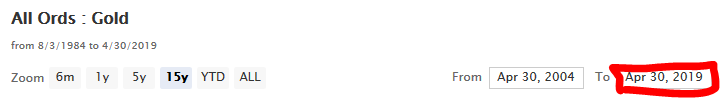 All Ords : Gold
from 8/3/1984 to 4/30/2019
Zoom 6m 1y 5y 15y YTD ALL From Apr 30, 2004 To Apr 30, 2019